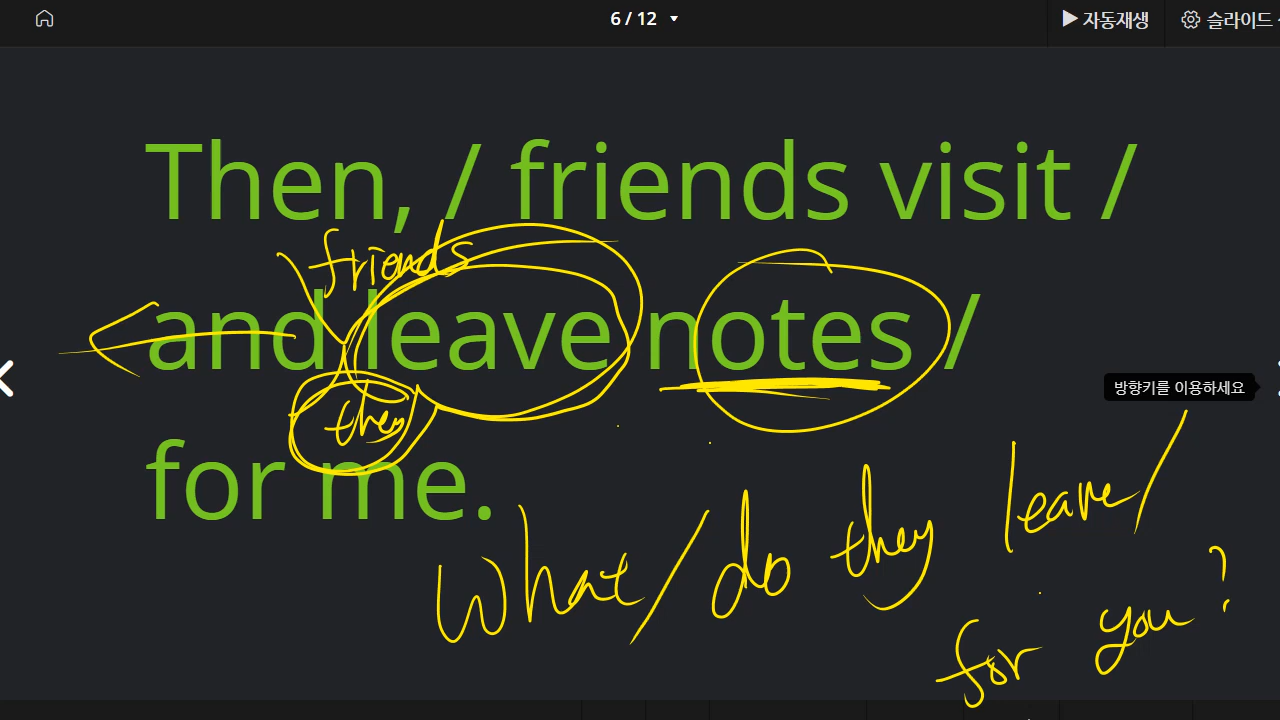 6 / 12
자동재생
슬라이드
Then, / friends visit /
friends
and leave notes /
방향키를 이용하세요
they
for me.
What / do they leave /
for you?